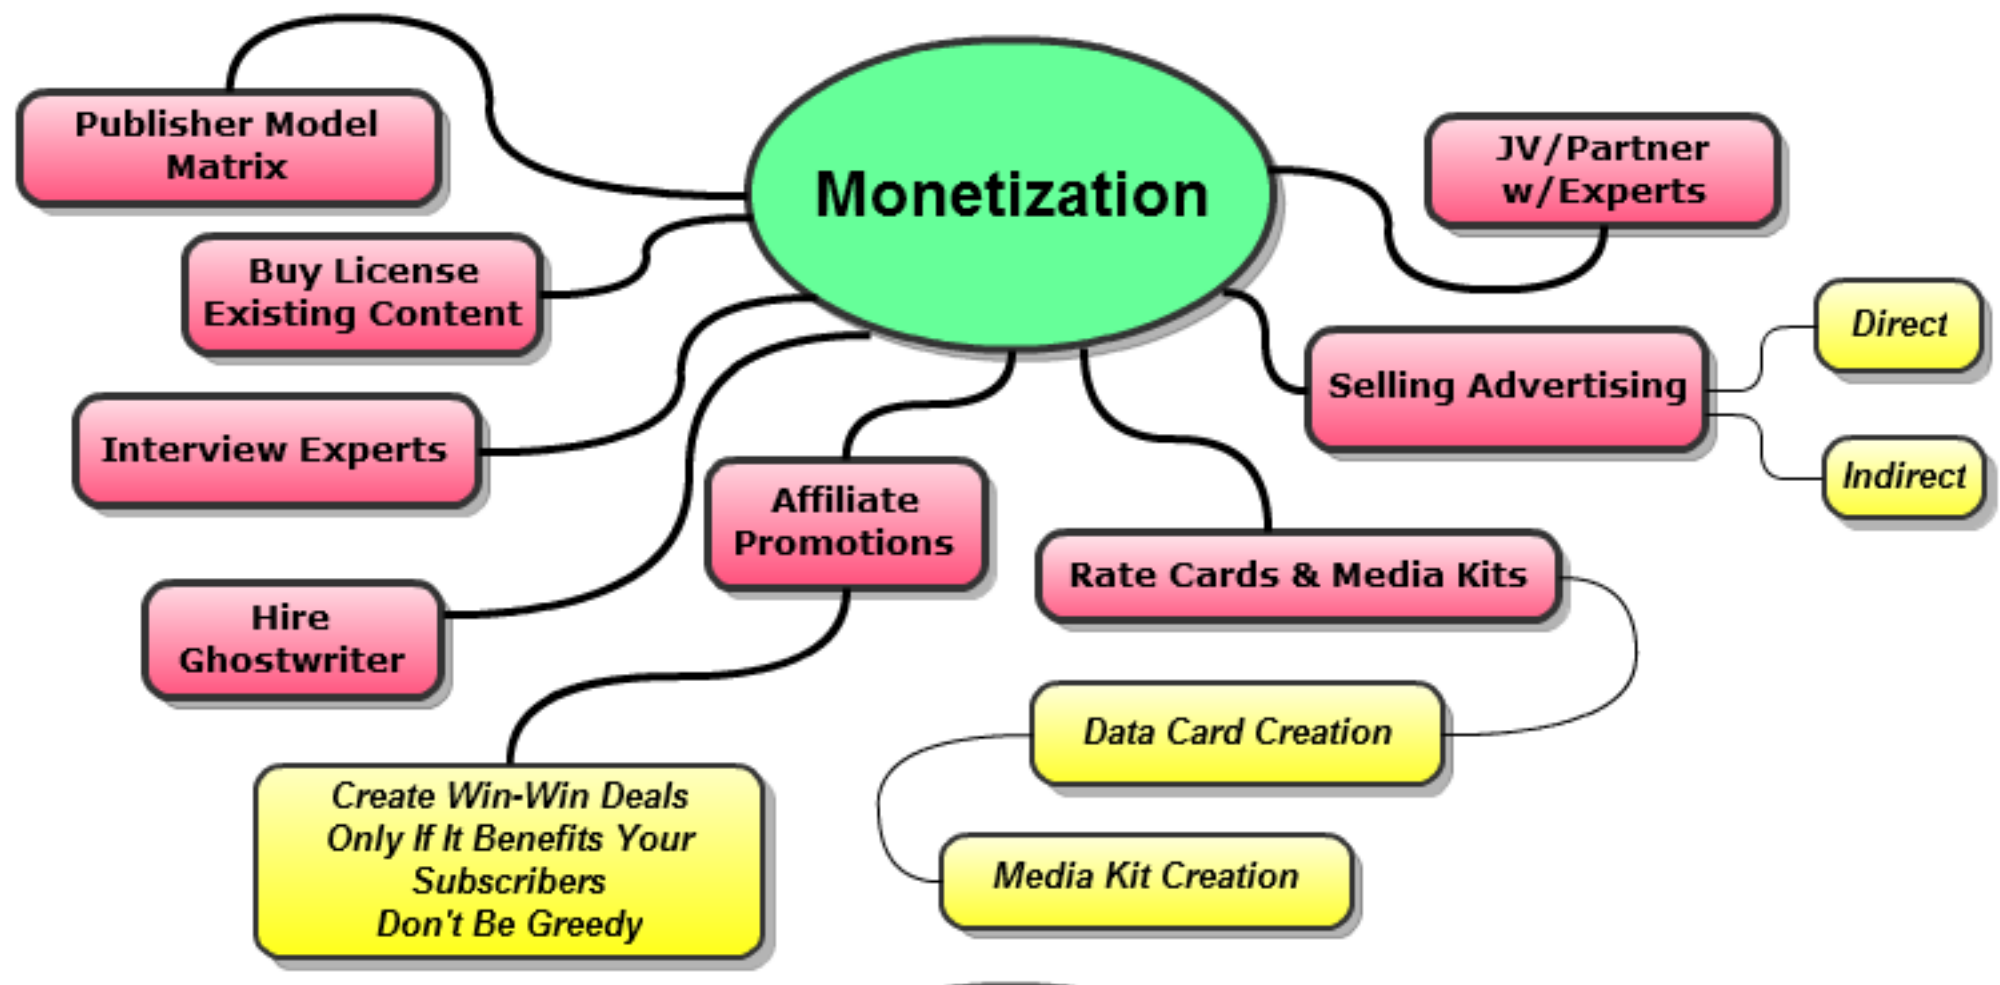 Monetization
Publisher Model
Matrix
Buy License
Existing Content
Interview Experts
Hire
Ghostwriter
Affiliate
Promotions
Create Win-Win Deals
Only If It Benefits Your
Subscribers
Don't Be Greedy
JV/Partner
w/Experts
Selling Advertising
Direct
Indirect
Rate Cards & Media Kits
Data Card Creation
Media Kit Creation